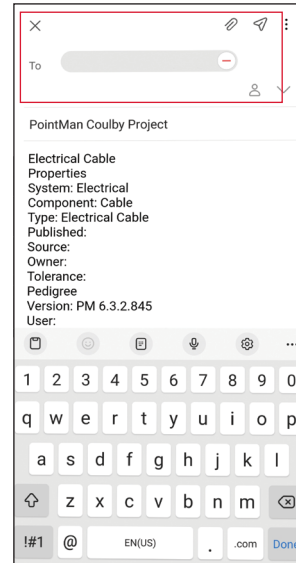 To
PointMan Coulby Project
Electrical Cable
Properties
System: Electrical
Component: Cable
Type: Electrical Cable
Published:
Source:
Owner:
Tolerance:
Pedigree
Version: PM 6.3.2.845
User:
1 2 3 4 5 6 7 8 9 0
q w e r t y u i o p
a s d f g h j k l
z x c v b n m
!#1 @ EN(US) . .com Done